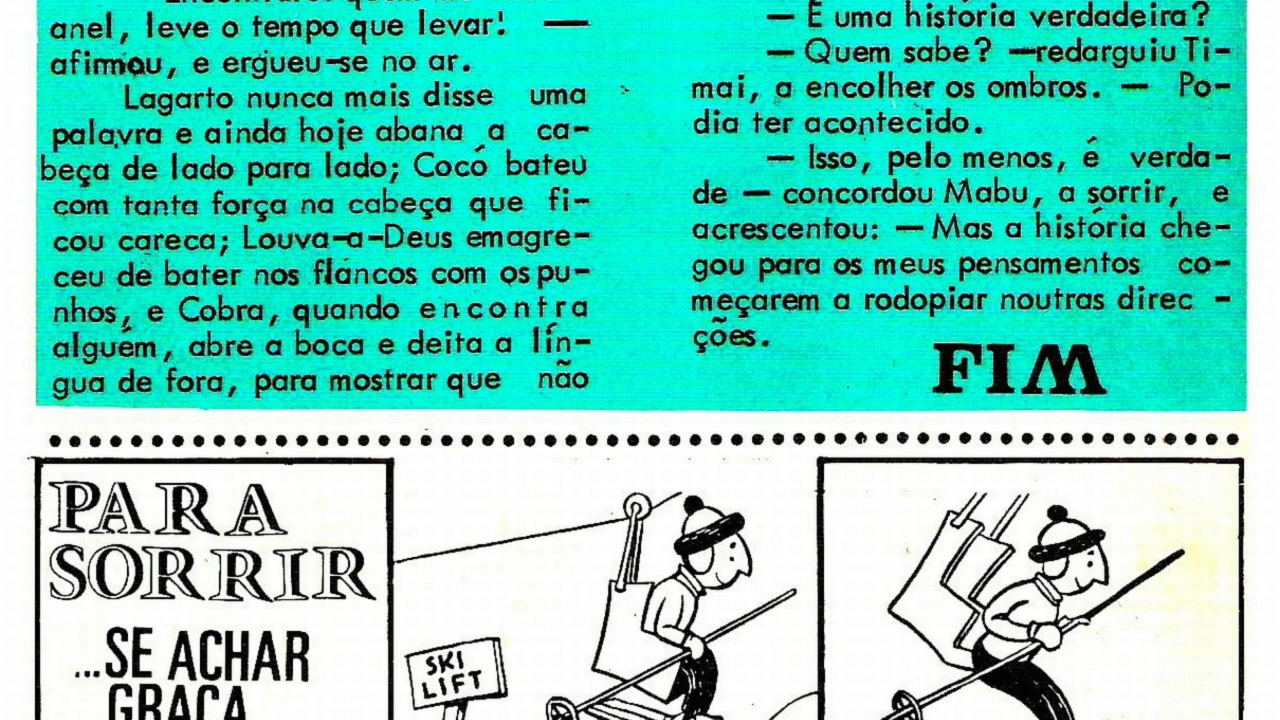 anel, leve o tempo que levar! —
afirmou, e ergueu-se no ar.
Lagarto nunca mais disse uma
palavra e ainda hoje abana a ca-
beça de lado para lado; Cocó bateu
com tanta força na cabeça que fi-
cou careca; Louva-a-Deus emagre-
ceu de bater nos flancos com os pu-
nhos, e Cobra, quando encontra
alguém, abre a boca e deita a lín-
gua de fora, para mostrar que não
— É uma história verdadeira?
— Quem sabe? —redarguiu Ti-
mai, a encolher os ombros. — Po-
dia ter acontecido.
— Isso, pelo menos, é verda-
de — concordou Mabu, a sorrir, e
acrescentou: — Mas a história che-
gou para os meus pensamentos co-
meçarem a rodopiar noutras direc -
ções.
FIM
PARA
SORRIR
...SE ACHAR
GRAÇA
SKI
LIFT